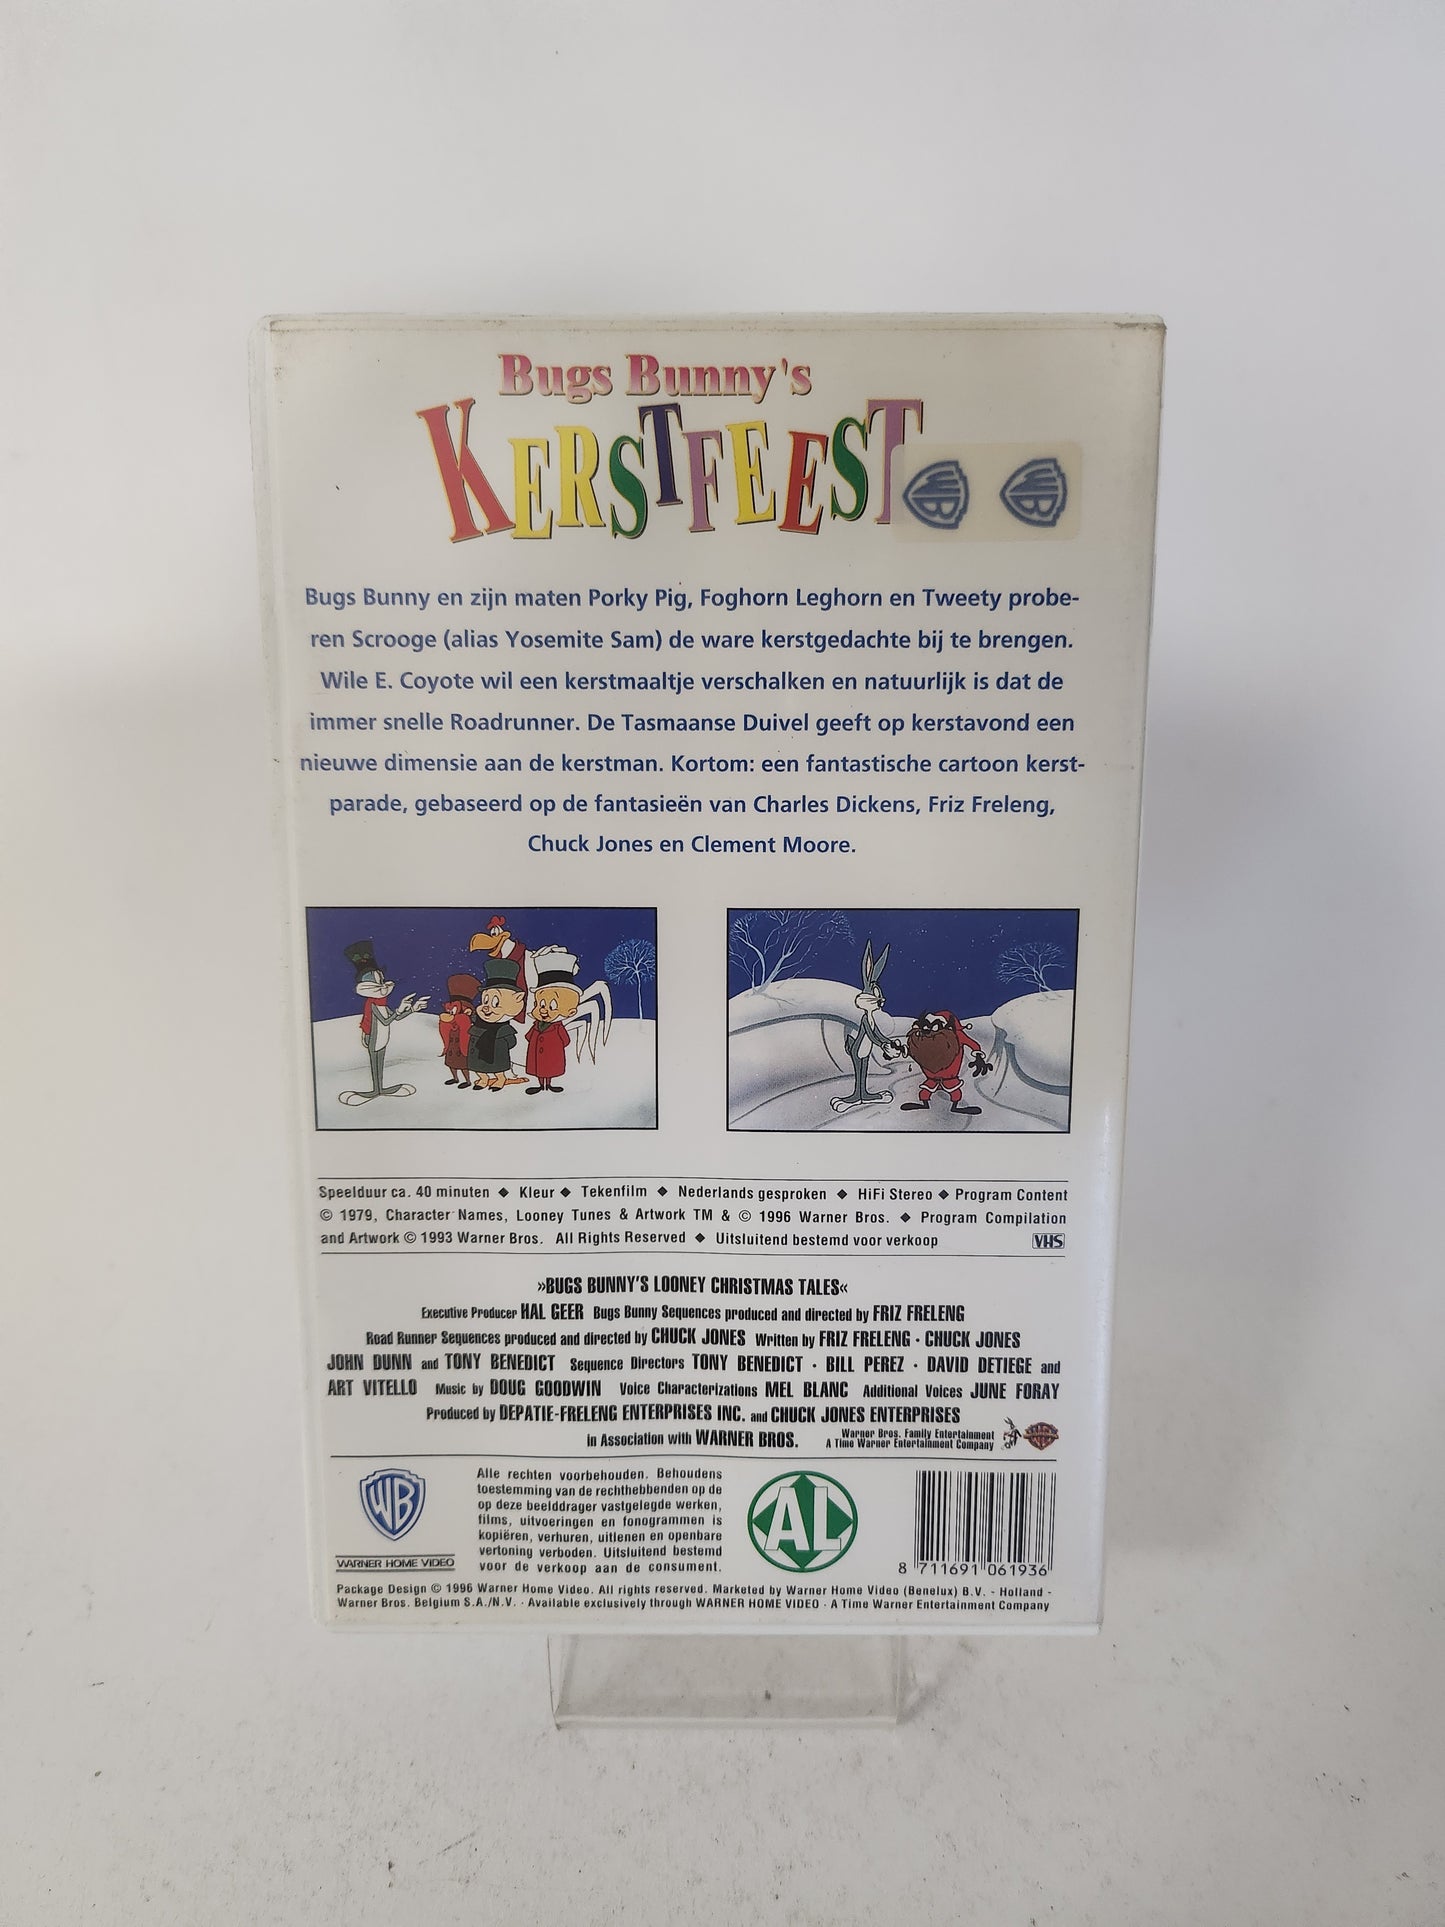 Bugs Bunny's
KERSTFEEST
WB WB
Bugs Bunny en zijn maten Porky Pig, Foghorn Leghorn en Tweety probe-
ren Scrooge (alias Yosemite Sam) de ware kerstgedachte bij te brengen.
Wile E. Coyote wil een kerstmaaltje verschalken en natuurlijk is dat de
immer snelle Roadrunner. De Tasmaanse Duivel geeft op kerstavond een
nieuwe dimensie aan de kerstman. Kortom: een fantastische cartoon kerst-
parade, gebaseerd op de fantasieën van Charles Dickens, Friz Freleng,
Chuck Jones en Clement Moore.
Speelduur ca. 40 minuten ◆ Kleur ◆ Tekenfilm ◆ Nederlands gesproken ◆ HiFi Stereo ◆ Program Content
© 1979, Character Names, Looney Tunes & Artwork TM & © 1996 Warner Bros. ◆ Program Compilation
and Artwork © 1993 Warner Bros. All Rights Reserved ◆ Uitsluitend bestemd voor verkoop VHS
»BUGS BUNNY'S LOONEY CHRISTMAS TALES«
Executive Producer HAL GEER Bugs Bunny Sequences produced and directed by FRIZ FRELENG
Road Runner Sequences produced and directed by CHUCK JONES Written by FRIZ FRELENG · CHUCK JONES
JOHN DUNN and TONY BENEDICT Sequence Directors TONY BENEDICT · BILL PEREZ · DAVID DETIEGE and
ART VITELLO Music by DOUG GOODWIN Voice Characterizations MEL BLANC Additional Voices JUNE FORAY
Produced by DEPATIE-FRELENG ENTERPRISES INC. and CHUCK JONES ENTERPRISES
in Association with WARNER BROS.
Warner Bros. Family Entertainment
A Time Warner Entertainment Company
WB
WARNER HOME VIDEO
Alle rechten voorbehouden. Behoudens
toestemming van de rechthebbenden op de
op deze beelddrager vastgelegde werken,
films, uitvoeringen en fonogrammen is
kopiëren, verhuren, uitlenen en openbare
vertoning verboden. Uitsluitend bestemd
voor de verkoop aan de consument.
AL
8 711691 061936
Package Design © 1996 Warner Home Video. All rights reserved. Marketed by Warner Home Video (Benelux) B.V. - Holland -
Warner Bros. Belgium S.A./N.V. · Available exclusively through WARNER HOME VIDEO · A Time Warner Entertainment Company